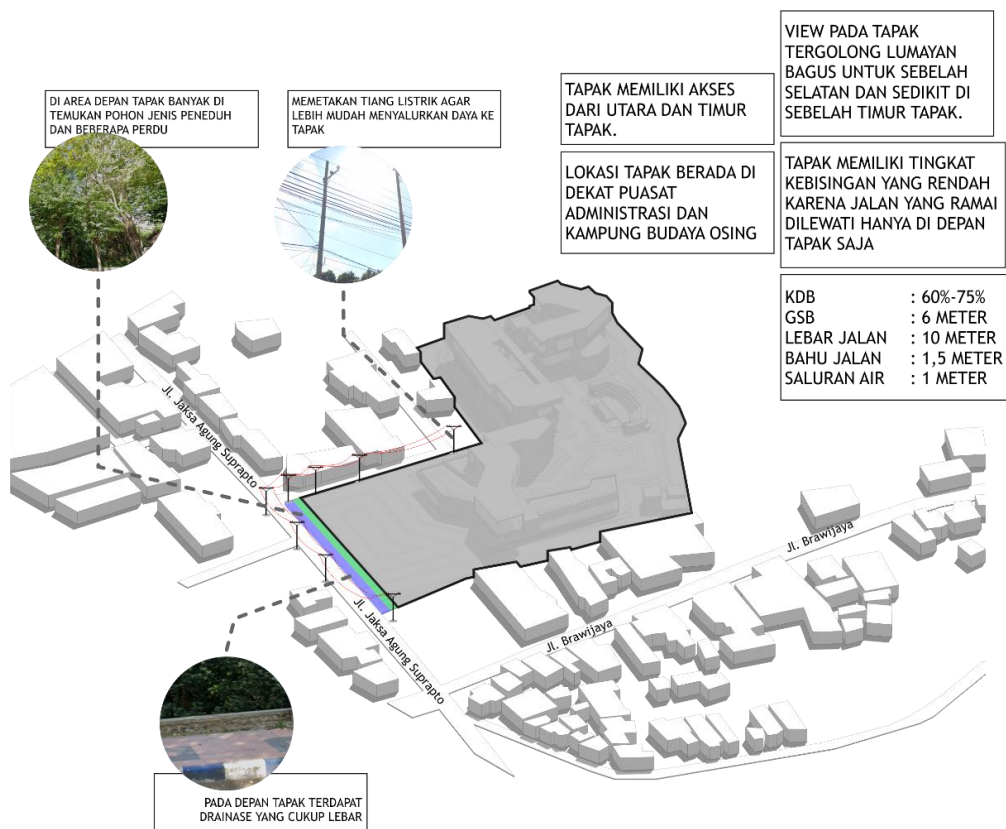 DI AREA DEPAN TAPAK BANYAK DI
TEMUKAN POHON JENIS PENEDUH
DAN BEBERAPA PERDU
MEMETAKAN TIANG LISTRIK AGAR
LEBIH MUDAH MENYALURKAN DAYA KE
TAPAK
TAPAK MEMILIKI AKSES
DARI UTARA DAN TIMUR
TAPAK.
VIEW PADA TAPAK
TERGOLONG LUMAYAN
BAGUS UNTUK SEBELAH
SELATAN DAN SEDIKIT DI
SEBELAH TIMUR TAPAK.
LOKASI TAPAK BERADA DI
DEKAT PUASAT
ADMINISTRASI DAN
KAMPUNG BUDAYA OSING
TAPAK MEMILIKI TINGKAT
KEBISINGAN YANG RENDAH
KARENA JALAN YANG RAMAI
DILEWATI HANYA DI DEPAN
TAPAK SAJA
KDB : 60%-75%
GSB : 6 METER
LEBAR JALAN : 10 METER
BAHU JALAN : 1,5 METER
SALURAN AIR : 1 METER
Jl. Jaksa Agung Suprapto
Jl. Brawijaya
Jl. Brawijaya
Jl. Jaksa Agung Suprapto
PADA DEPAN TAPAK TERDAPAT
DRAINASE YANG CUKUP LEBAR